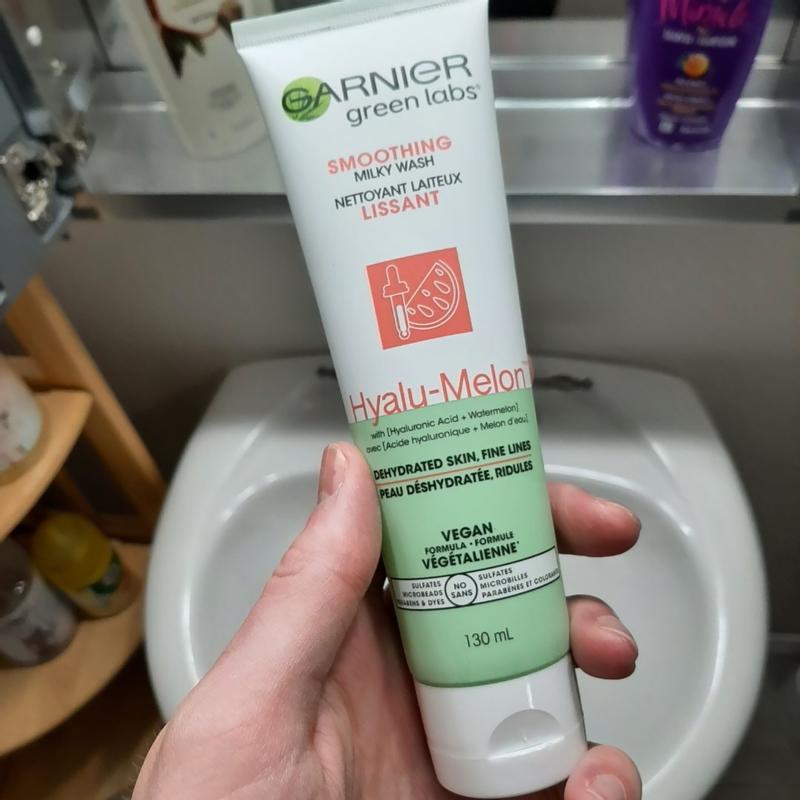 GARNIER
green labs®
SMOOTHING
MILKY WASH
NETTOYANT LAITEUX
LISSANT
Hyalu-Melon
with [Hyaluronic Acid + Watermelon]
avec [Acide hyaluronique + Melon d'eau]
DEHYDRATED SKIN, FINE LINES
PEAU DÉSHYDRATÉE, RIDULES
VEGAN
FORMULA • FORMULE
VÉGÉTALIENNE*
SULFATES
MICROBEADS
PARABENS & DYES
NO
SANS
SULFATES
MICROBILLES
PARABÈNES ET COLORANTS
130 mL
Miracle